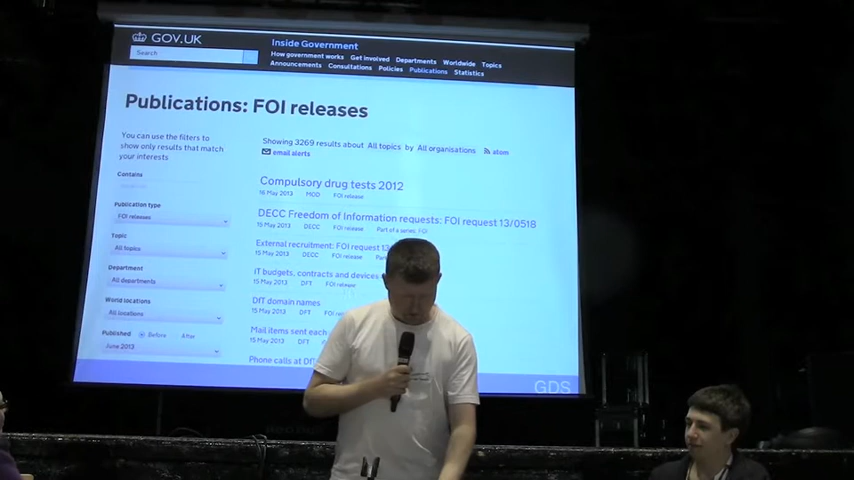 GOV.UK
Search
Inside Government
How government works Get involved Departments Worldwide Topics
Announcements Consultations Policies Publications Statistics
Publications: FOI releases
You can use the filters to
show only results that match
your interests
Contains
Publication type
FOI releases
Topic
All topics
Department
All departments
World locations
All locations
Published Before After
June 2013
Showing 3269 results about All topics by All organisations atom
email alerts
Compulsory drug tests 2012
16 May 2013 MOD FOI release
DECC Freedom of Information requests: FOI request 13/0518
15 May 2013 DECC FOI release Part of a series: FOI
External recruitment: FOI request
15 May 2013 DECC FOI release
IT budgets, contracts and devices
15 May 2013 DFT FOI release
DfT domain names
15 May 2013 DFT
Mail items sent each
15 May 2013 DFT
Phone calls at
GDS